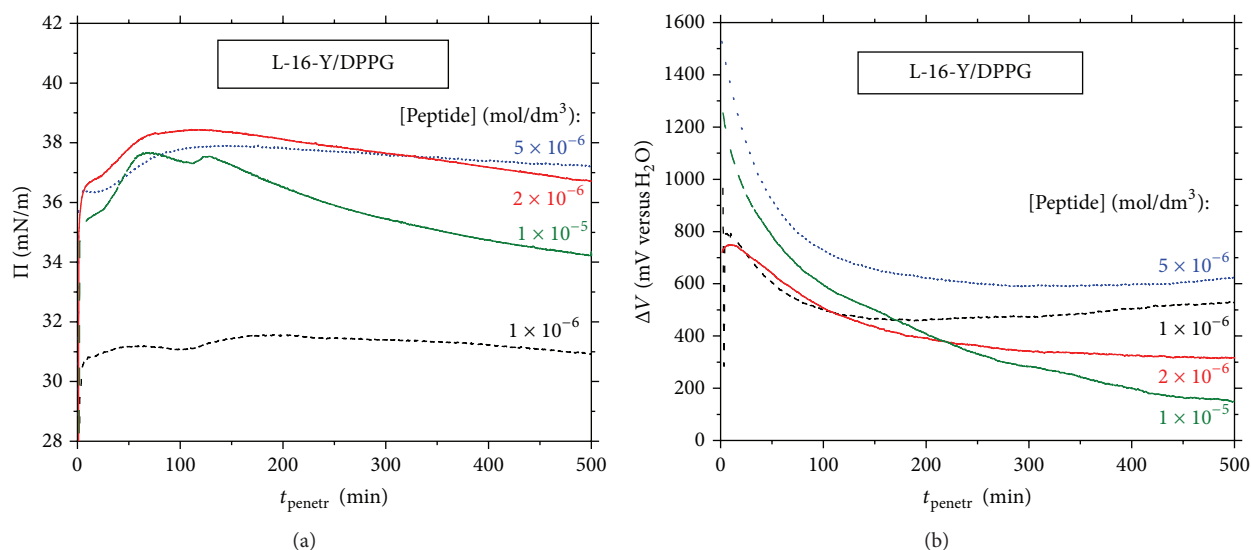 42
40
38
36
34
32
30
28
Π (mN/m)
L-16-Y/DPPG
[Peptide] (mol/dm³):
5 × 10⁻⁶
2 × 10⁻⁶
1 × 10⁻⁵
1 × 10⁻⁶
0 100 200 300 400 500
t_penetr (min)
(a)
1600
1400
1200
1000
800
600
400
200
0
ΔV (mV versus H₂O)
L-16-Y/DPPG
[Peptide] (mol/dm³):
5 × 10⁻⁶
1 × 10⁻⁶
2 × 10⁻⁶
1 × 10⁻⁵
0 100 200 300 400 500
t_penetr (min)
(b)